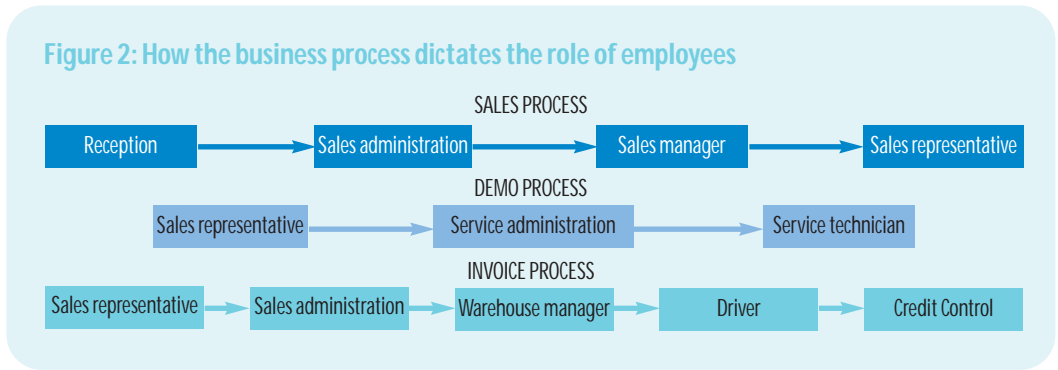 Figure 2: How the business process dictates the role of employees
SALES PROCESS
Reception Sales administration Sales manager Sales representative
DEMO PROCESS
Sales representative Service administration Service technician
INVOICE PROCESS
Sales representative Sales administration Warehouse manager Driver Credit Control